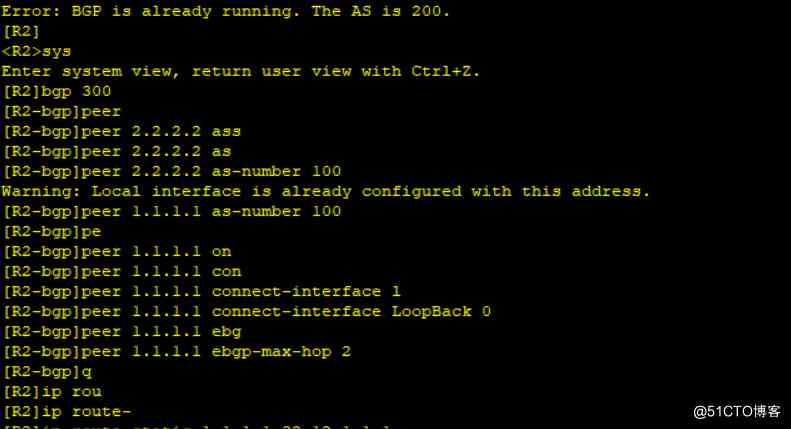 Error: BGP is already running. The AS is 200.
[R2]
<R2>sys
Enter system view, return user view with Ctrl+Z.
[R2]bgp 300
[R2-bgp]peer
[R2-bgp]peer 2.2.2.2 ass
[R2-bgp]peer 2.2.2.2 as
[R2-bgp]peer 2.2.2.2 as-number 100
Warning: Local interface is already configured with this address.
[R2-bgp]peer 1.1.1.1 as-number 100
[R2-bgp]pe
[R2-bgp]peer 1.1.1.1 on
[R2-bgp]peer 1.1.1.1 con
[R2-bgp]peer 1.1.1.1 connect-interface l
[R2-bgp]peer 1.1.1.1 connect-interface LoopBack 0
[R2-bgp]peer 1.1.1.1 ebg
[R2-bgp]peer 1.1.1.1 ebgp-max-hop 2
[R2-bgp]q
[R2]ip rou
[R2]ip route-
@51CTO博客